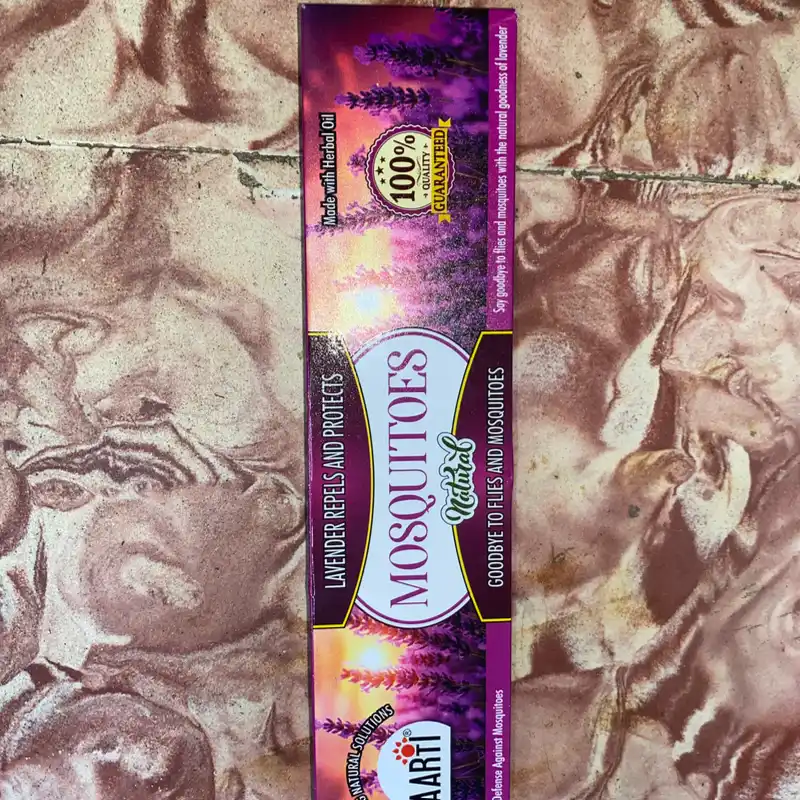 NATURAL SOLUTIONS
AARTI®
LAVENDER REPELS AND PROTECTS
MOSQUITOES
Natural
GOODBYE TO FLIES AND MOSQUITOES
Made with Herbal Oil
100%
QUALITY
GUARANTEED
Defense Against Mosquitoes
Say goodbye to flies and mosquitoes with the natural goodness of lavender